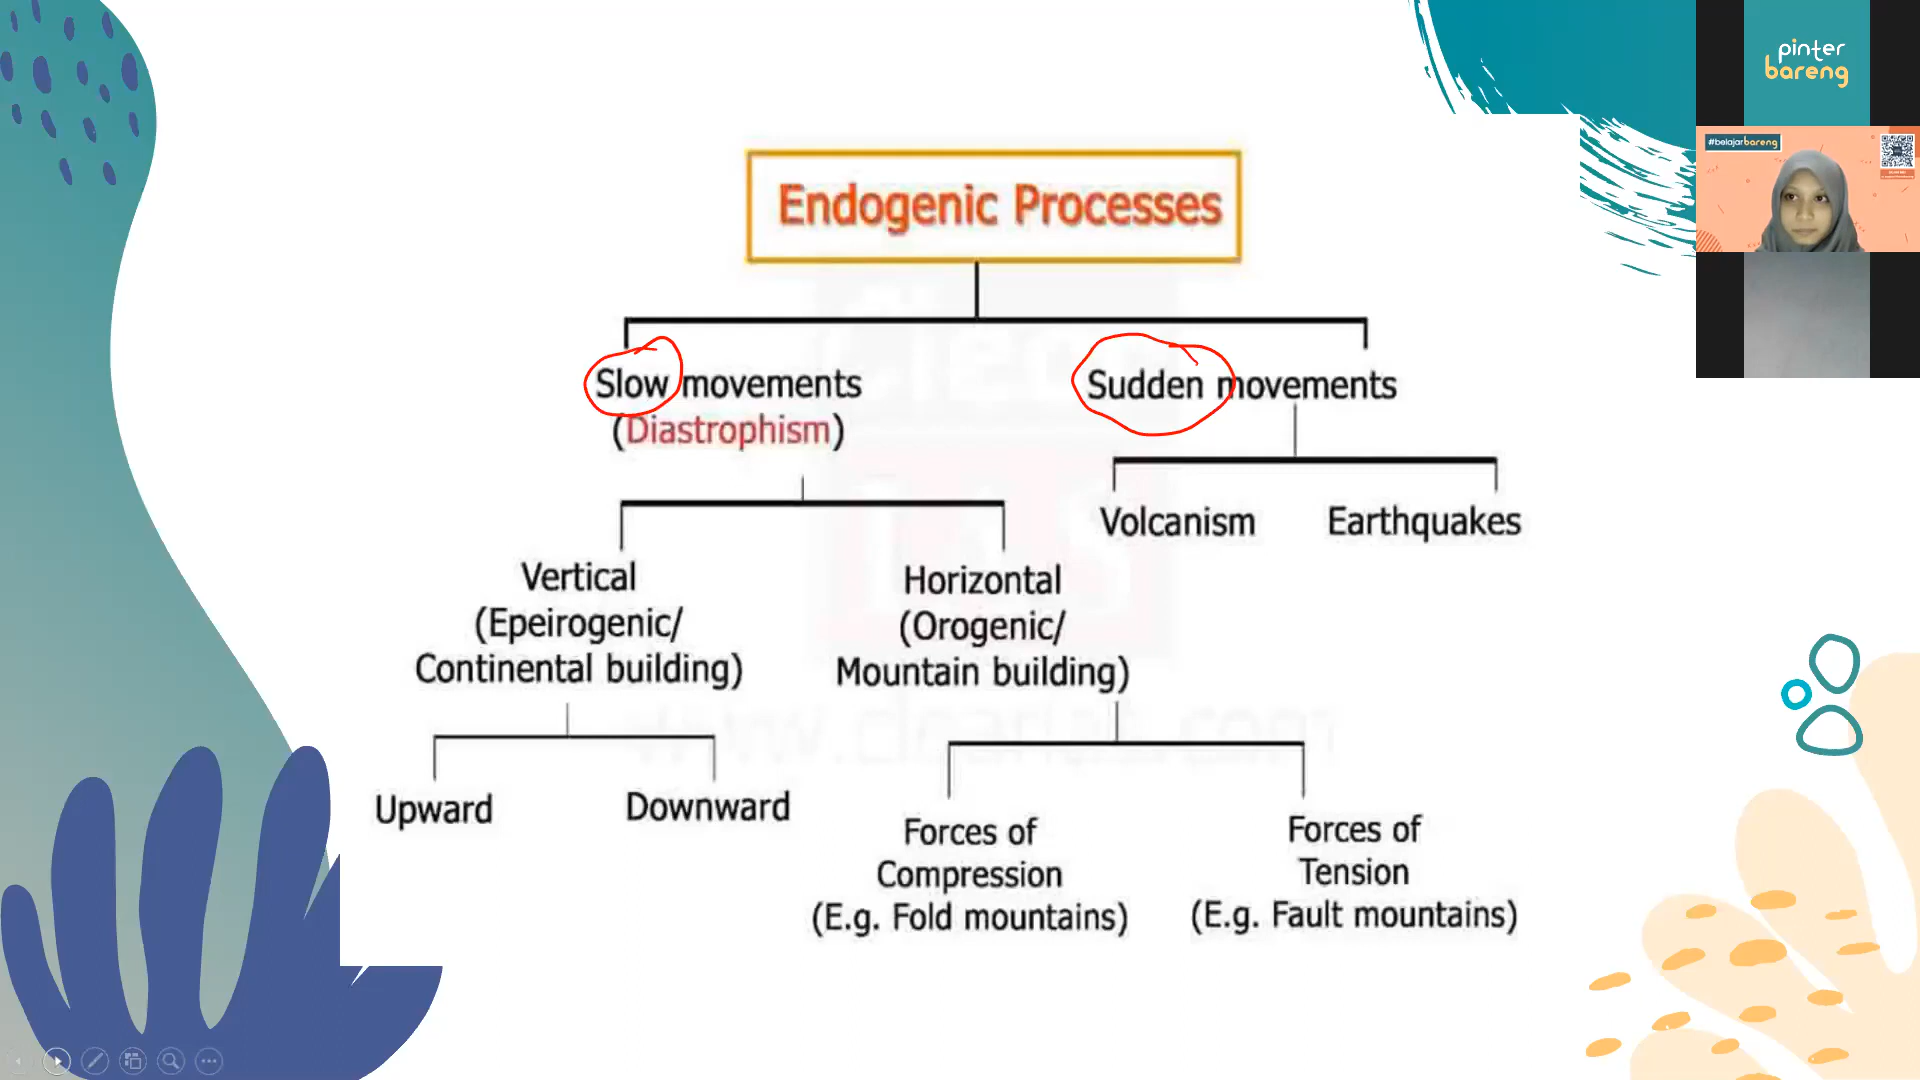 pinter
bareng
#belajarbareng
Endogenic Processes
Slow movements
(Diastrophism)
Sudden movements
Volcanism
Earthquakes
Vertical
(Epeirogenic/
Continental building)
Horizontal
(Orogenic/
Mountain building)
Upward
Downward
Forces of
Compression
(E.g. Fold mountains)
Forces of
Tension
(E.g. Fault mountains)